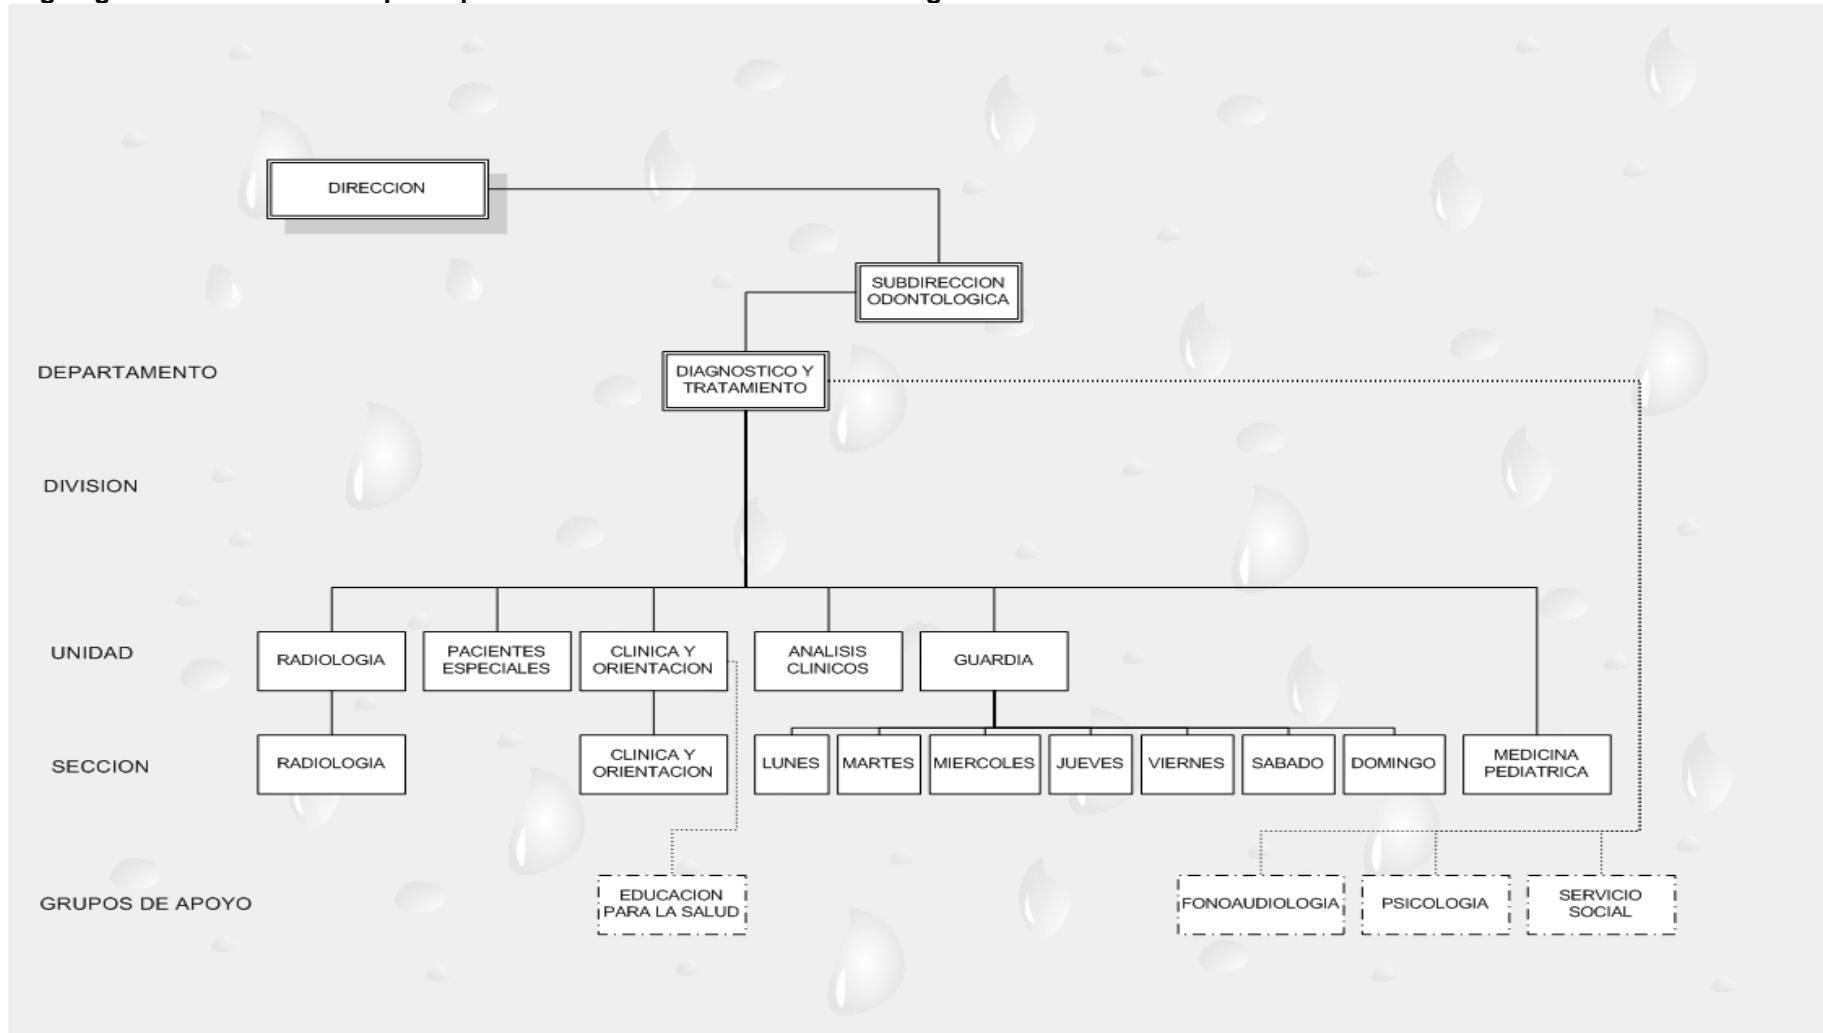 DIRECCION
SUBDIRECCION
ODONTOLOGICA
DEPARTAMENTO
DIAGNOSTICO Y
TRATAMIENTO
DIVISION
UNIDAD
RADIOLOGIA
PACIENTES
ESPECIALES
CLINICA Y
ORIENTACION
ANALISIS
CLINICOS
GUARDIA
SECCION
RADIOLOGIA
CLINICA Y
ORIENTACION
LUNES
MARTES
MIERCOLES
JUEVES
VIERNES
SABADO
DOMINGO
MEDICINA
PEDIATRICA
GRUPOS DE APOYO
EDUCACION
PARA LA SALUD
FONOAUDIOLOGIA
PSICOLOGIA
SERVICIO
SOCIAL